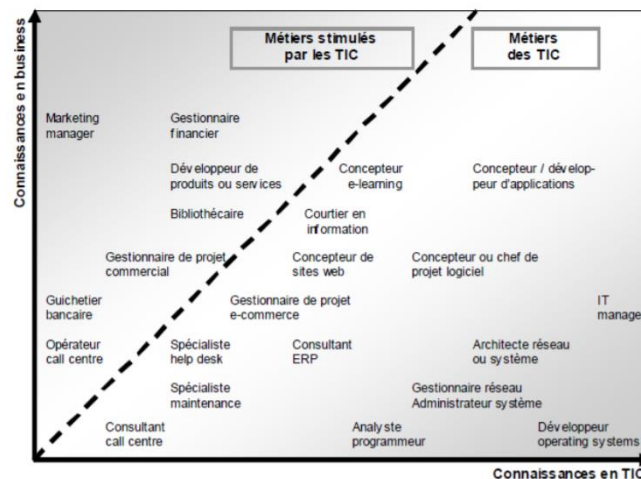 Connaissances en business
Métiers stimulés
par les TIC
Métiers
des TIC
Marketing
manager
Gestionnaire
financier
Développeur de
produits ou services
Concepteur
e-learning
Concepteur / dévelop-
peur d'applications
Bibliothécaire
Courtier en
information
Gestionnaire de projet
commercial
Concepteur de
sites web
Concepteur ou chef de
projet logiciel
Guichetier
bancaire
Gestionnaire de projet
e-commerce
IT
manage
Opérateur
call centre
Spécialiste
help desk
Consultant
ERP
Architecte réseau
ou système
Spécialiste
maintenance
Gestionnaire réseau
Administrateur système
Consultant
call centre
Analyste
programmeur
Développeur
operating systems
Connaissances en TIC